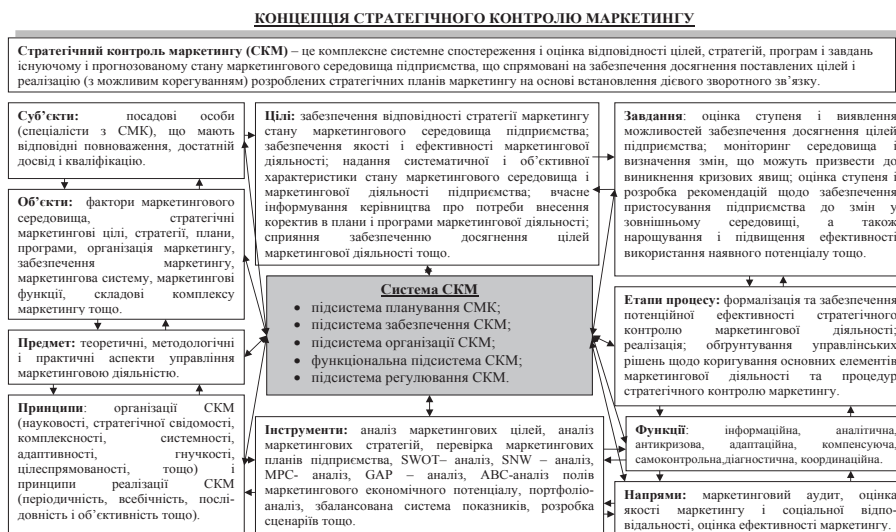 КОНЦЕПЦІЯ СТРАТЕГІЧНОГО КОНТРОЛЮ МАРКЕТИНГУ
Стратегічний контроль маркетингу (СКМ) – це комплексне системне спостереження і оцінка відповідності цілей, стратегій, програм і завдань
існуючому і прогнозованому стану маркетингового середовища підприємства, що спрямовані на забезпечення досягнення поставлених цілей і
реалізацію (з можливим корегуванням) розроблених стратегічних планів маркетингу на основі встановлення дієвого зворотного зв’язку.
Суб’єкти: посадові особи
(спеціалісти з СМК), що мають
відповідні повноваження, достатній
досвід і кваліфікацію.
Об’єкти: фактори маркетингового
середовища, стратегічні
маркетингові цілі, стратегії, плани,
програми, організація маркетингу,
забезпечення маркетингу,
маркетингова систему, маркетингові
функції, складові комплексу
маркетингу тощо.
Предмет: теоретичні, методологічні
і практичні аспекти управління
маркетинговою діяльністю.
Принципи: організації СКМ
(науковості, стратегічної свідомості,
комплексності, системності,
адаптивності, гнучкості,
цілеспрямованості, тощо) і
принципи реалізації СКМ
(періодичність, всебічність, послі-
довність і об’єктивність тощо).
Цілі: забезпечення відповідності стратегії маркетингу
стану маркетингового середовища підприємства;
забезпечення якості і ефективності маркетингової
діяльності; надання систематичної і об’єктивної
характеристики стану маркетингового середовища і
маркетингової діяльності підприємства; вчасне
інформування керівництва про потреби внесення
коректив в плани і програми маркетингової діяльності;
сприяння забезпеченню досягнення цілей
маркетингової діяльності тощо.
Система СКМ
• підсистема планування СМК;
• підсистема забезпечення СКМ;
• підсистема організації СКМ;
• функціональна підсистема СКМ;
• підсистема регулювання СКМ.
Інструменти: аналіз маркетингових цілей, аналіз
маркетингових стратегій, перевірка маркетингових
планів підприємства, SWOT– аналіз, SNW – аналіз,
МРС- аналіз, GAP – аналіз, АВС-аналіз полів
маркетингового економічного потенціалу, портфоліо-
аналіз, збалансована система показників, розробка
сценаріїв тощо.
Завдання: оцінка ступеня і виявлення
можливостей забезпечення досягнення цілей
підприємства; моніторинг середовища і
визначення змін, що можуть призвести до
виникнення кризових явищ; оцінка ступеня і
розробка рекомендацій щодо забезпечення
пристосування підприємства до змін у
зовнішньому середовищі, а також
нарощування і підвищення ефективності
використання наявного потенціалу тощо.
Етапи процесу: формалізація та забезпечення
потенційної ефективності стратегічного
контролю маркетингової діяльності;
реалізація; обґрунтування управлінських
рішень щодо коригування основних елементів
маркетингової діяльності та процедур
стратегічного контролю маркетингу.
Функції: інформаційна, аналітична,
антикризова, адаптаційна, компенсуюча,
самоконтрольна,діагностична, координаційна.
Напрями: маркетинговий аудит, оцінка
якості маркетингу і соціальної відпо-
відальності, оцінка ефективності маркетингу.